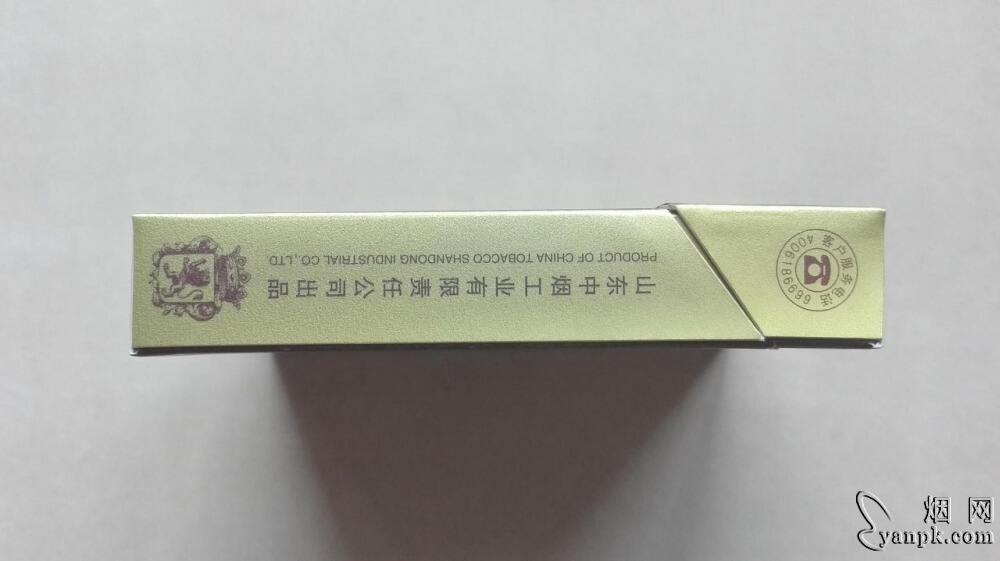 山东中烟工业有限责任公司出品
PRODUCT OF CHINA TOBACCO SHANDONG INDUSTRIAL CO.,LTD
客户服务电话
4006189999
烟网
yanpk.com